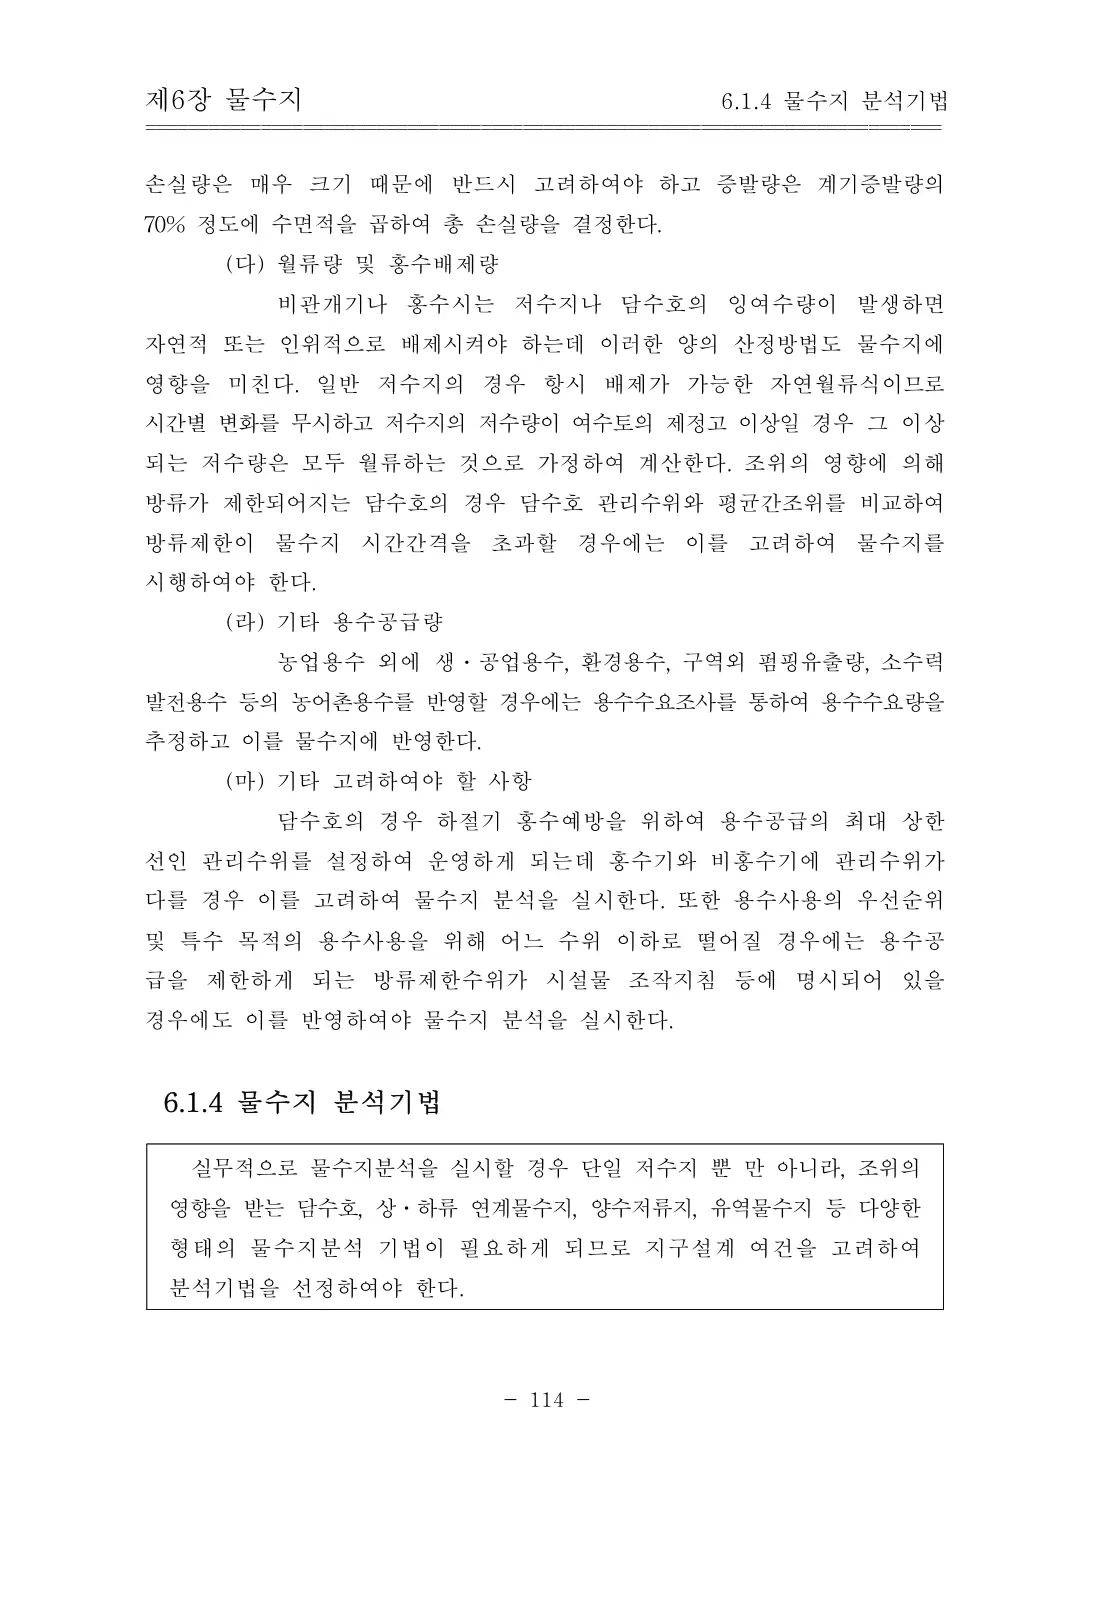 제6장 물수지
6.1.4 물수지 분석기법
손실량은 매우 크기 때문에 반드시 고려하여야 하고 증발량은 계기증발량의
70% 정도에 수면적을 곱하여 총 손실량을 결정한다.
(다) 월류량 및 홍수배제량
비관개기나 홍수시는 저수지나 담수호의 잉여수량이 발생하면
자연적 또는 인위적으로 배제시켜야 하는데 이러한 양의 산정방법도 물수지에
영향을 미친다. 일반 저수지의 경우 항시 배제가 가능한 자연월류식이므로
시간별 변화를 무시하고 저수지의 저수량이 여수토의 제정고 이상일 경우 그 이상
되는 저수량은 모두 월류하는 것으로 가정하여 계산한다. 조위의 영향에 의해
방류가 제한되어지는 담수호의 경우 담수호 관리수위와 평균간조위를 비교하여
방류제한이 물수지 시간간격을 초과할 경우에는 이를 고려하여 물수지를
시행하여야 한다.
(라) 기타 용수공급량
농업용수 외에 생·공업용수, 환경용수, 구역외 펌핑유출량, 소수력
발전용수 등의 농어촌용수를 반영할 경우에는 용수수요조사를 통하여 용수수요량을
추정하고 이를 물수지에 반영한다.
(마) 기타 고려하여야 할 사항
담수호의 경우 하절기 홍수예방을 위하여 용수공급의 최대 상한
선인 관리수위를 설정하여 운영하게 되는데 홍수기와 비홍수기에 관리수위가
다를 경우 이를 고려하여 물수지 분석을 실시한다. 또한 용수사용의 우선순위
및 특수 목적의 용수사용을 위해 어느 수위 이하로 떨어질 경우에는 용수공
급을 제한하게 되는 방류제한수위가 시설물 조작지침 등에 명시되어 있을
경우에도 이를 반영하여야 물수지 분석을 실시한다.
6.1.4 물수지 분석기법
실무적으로 물수지분석을 실시할 경우 단일 저수지 뿐 만 아니라, 조위의
영향을 받는 담수호, 상·하류 연계물수지, 양수저류지, 유역물수지 등 다양한
형태의 물수지분석 기법이 필요하게 되므로 지구설계 여건을 고려하여
분석기법을 선정하여야 한다.
- 114 -